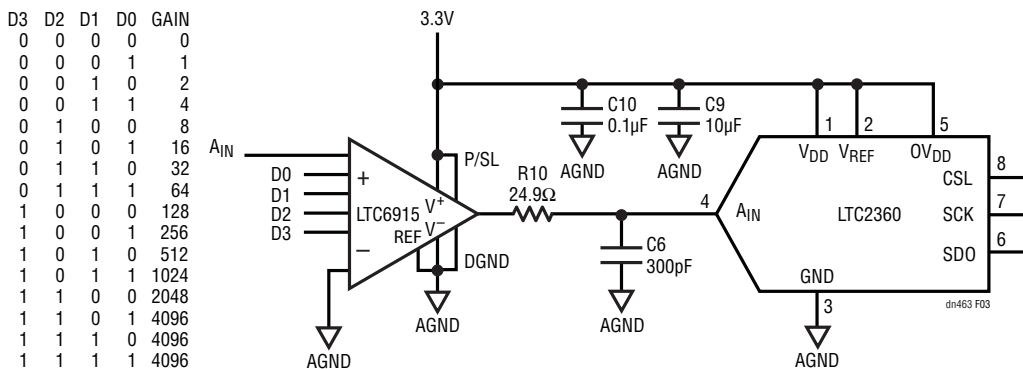 D3 D2 D1 D0 GAIN
0 0 0 0 0
0 0 0 1 1
0 0 1 0 2
0 0 1 1 4
0 1 0 0 8
0 1 0 1 16
0 1 1 0 32
0 1 1 1 64
1 0 0 0 128
1 0 0 1 256
1 0 1 0 512
1 0 1 1 1024
1 1 0 0 2048
1 1 0 1 4096
1 1 1 0 4096
1 1 1 1 4096
3.3V
AIN
D0
D1
D2
D3
+
−
LTC6915
P/SL
V+
V−
REF
DGND
AGND
AGND
R10
24.9Ω
C10
0.1µF
AGND
C9
10µF
AGND
C6
300pF
AGND
4
AIN
1
VDD
2
VREF
5
OVDD
LTC2360
8
CSL
7
SCK
6
SDO
GND
3
AGND
dn463 F03